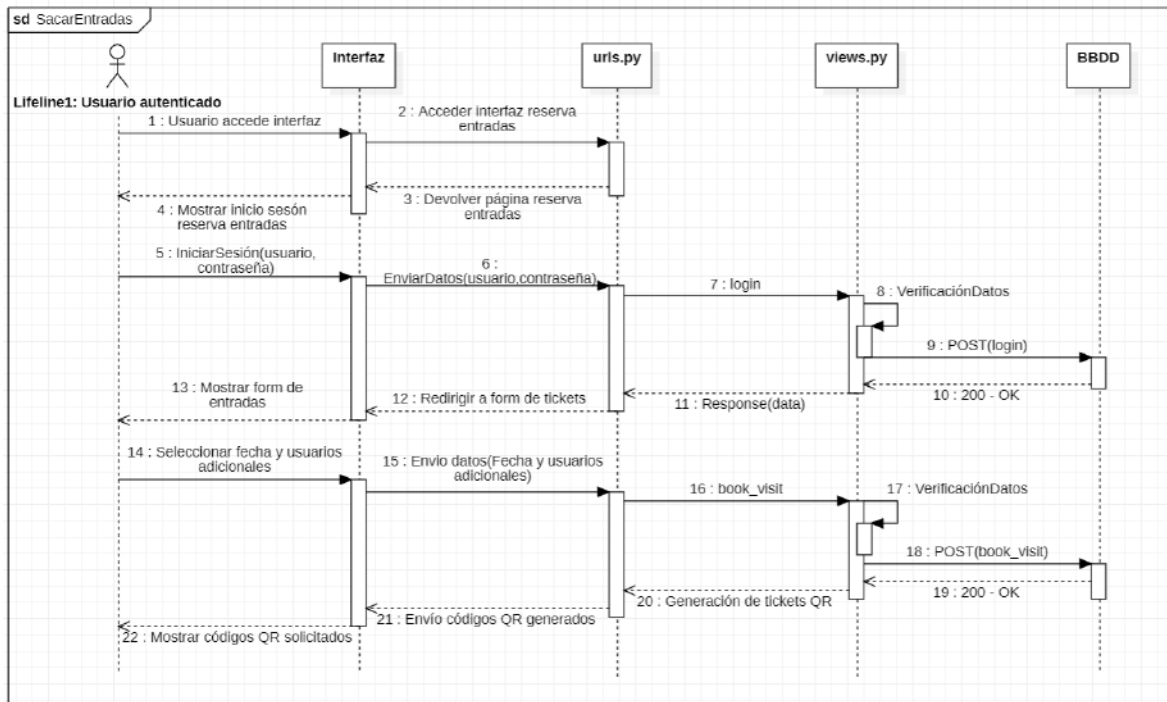 sd SacarEntradas
Interfaz
urls.py
views.py
BBDD
Lifeline1: Usuario autenticado
1 : Usuario accede interfaz
2 : Acceder interfaz reserva
entradas
3 : Devolver página reserva
entradas
4 : Mostrar inicio sesón
reserva entradas
5 : IniciarSesión(usuario,
contraseña)
6 :
EnviarDatos(usuario,contraseña)
7 : login
8 : VerificaciónDatos
9 : POST(login)
10 : 200 - OK
11 : Response(data)
12 : Redirigir a form de tickets
13 : Mostrar form de
entradas
14 : Seleccionar fecha y usuarios
adicionales
15 : Envio datos(Fecha y usuarios
adicionales)
16 : book_visit
17 : VerificaciónDatos
18 : POST(book_visit)
19 : 200 - OK
20 : Generación de tickets QR
21 : Envío códigos QR generados
22 : Mostrar códigos QR solicitados